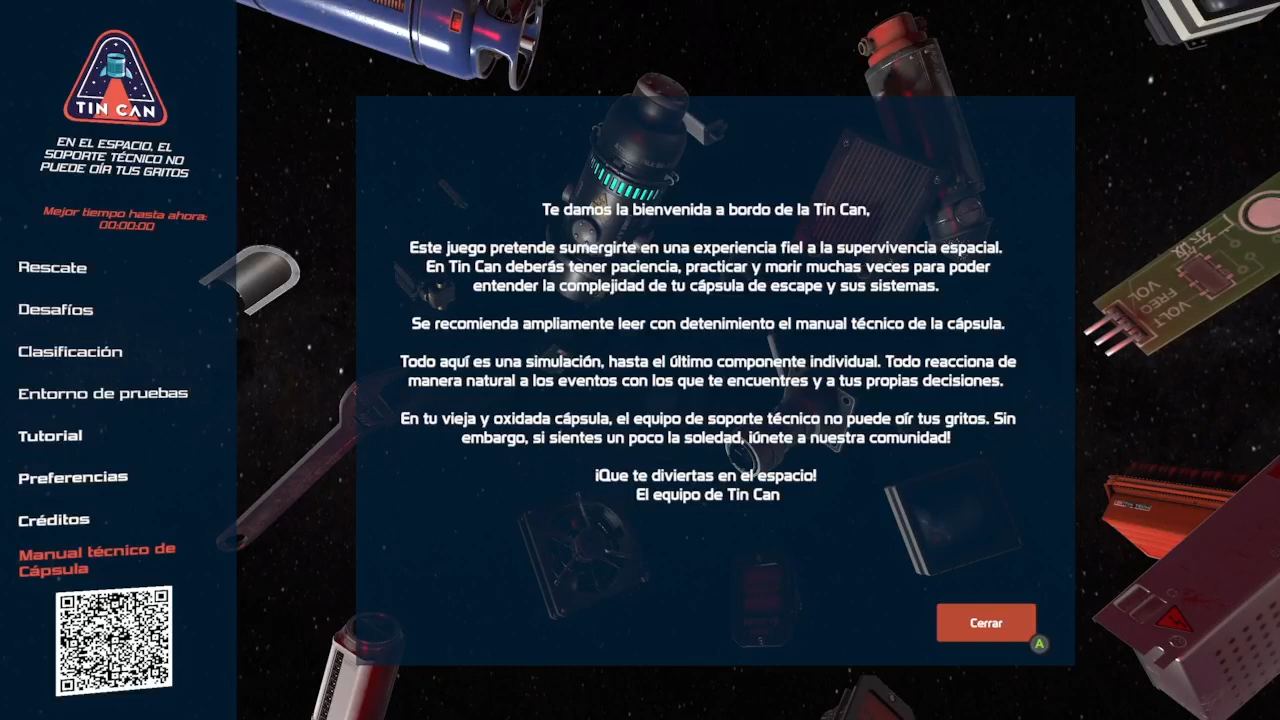 TIN CAN
EN EL ESPACIO, EL
SOPORTE TÉCNICO NO
PUEDE OÍR TUS GRITOS
Mejor tiempo hasta ahora:
00:00:00
Rescate
Desafíos
Clasificación
Entorno de pruebas
Tutorial
Preferencias
Créditos
Manual técnico de
Cápsula
Te damos la bienvenida a bordo de la Tin Can,
Este juego pretende sumergirte en una experiencia fiel a la supervivencia espacial.
En Tin Can deberás tener paciencia, practicar y morir muchas veces para poder
entender la complejidad de tu cápsula de escape y sus sistemas.
Se recomienda ampliamente leer con detenimiento el manual técnico de la cápsula.
Todo aquí es una simulación, hasta el último componente individual. Todo reacciona de
manera natural a los eventos con los que te encuentres y a tus propias decisiones.
En tu vieja y oxidada cápsula, el equipo de soporte técnico no puede oír tus gritos. Sin
embargo, si sientes un poco la soledad, ¡únete a nuestra comunidad!
¡Que te diviertas en el espacio!
El equipo de Tin Can
Cerrar
A
VOLT
FREQ
VOL